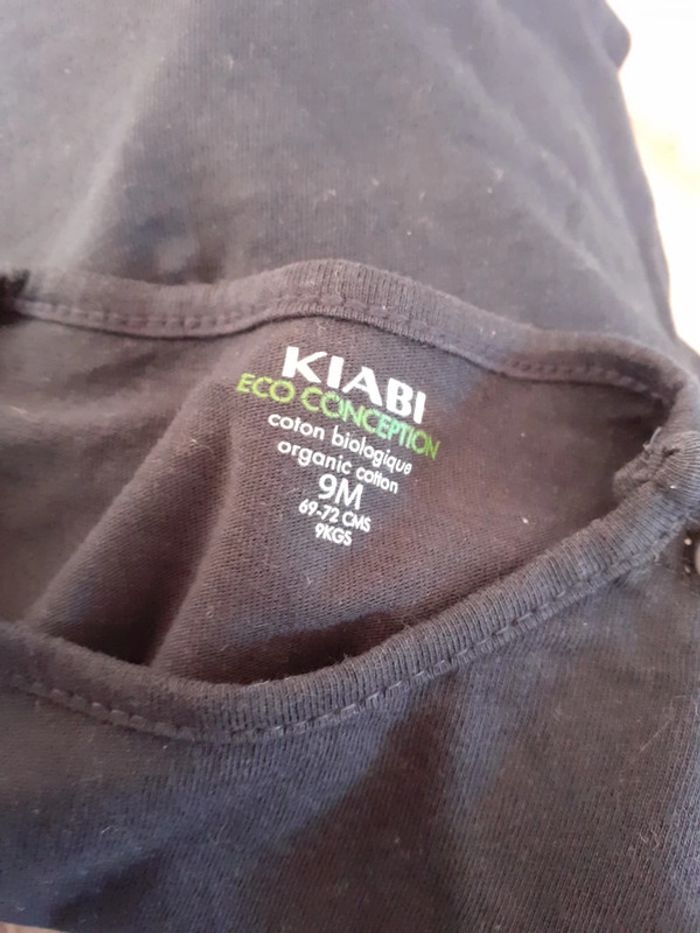 KIABI
ECO CONCEPTION
coton biologique
organic cotton
9M
69-72 CMS
9KGS